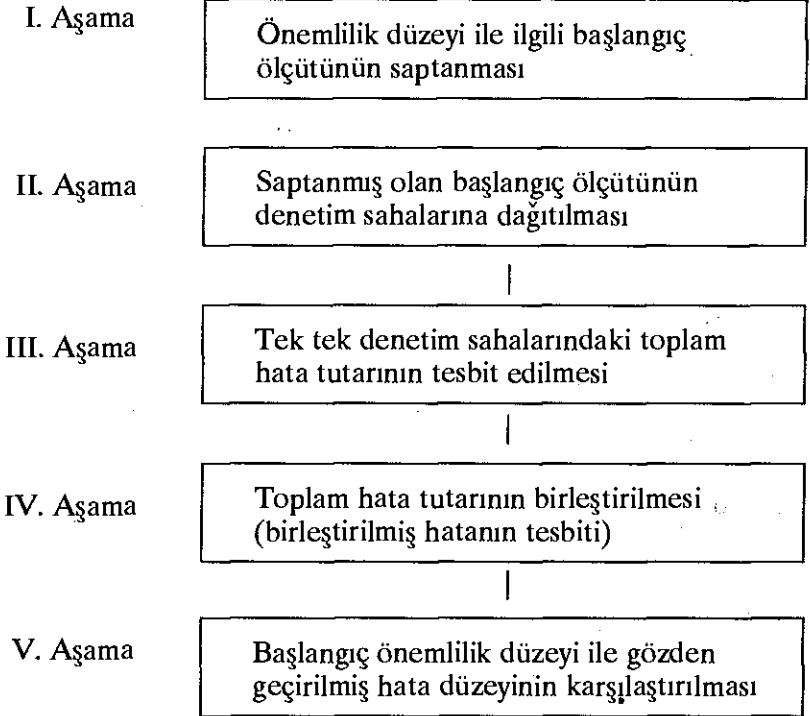 I. Aşama
Önemlilik düzeyi ile ilgili başlangıç
ölçütünün saptanması
II. Aşama
Saptanmış olan başlangıç ölçütünün
denetim sahalarına dağıtılması
III. Aşama
Tek tek denetim sahalarındaki toplam
hata tutarının tesbit edilmesi
IV. Aşama
Toplam hata tutarının birleştirilmesi
(birleştirilmiş hatanın tesbiti)
V. Aşama
Başlangıç önemlilik düzeyi ile gözden
geçirilmiş hata düzeyinin karşılaştırılması